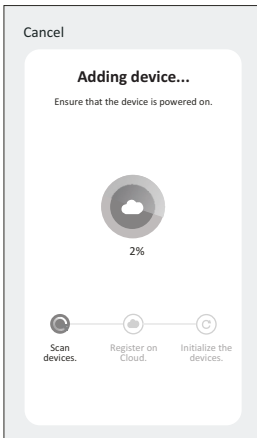 Cancel
Adding device...
Ensure that the device is powered on.
2%
Scan
devices.
Register on
Cloud.
Initialize the
devices.